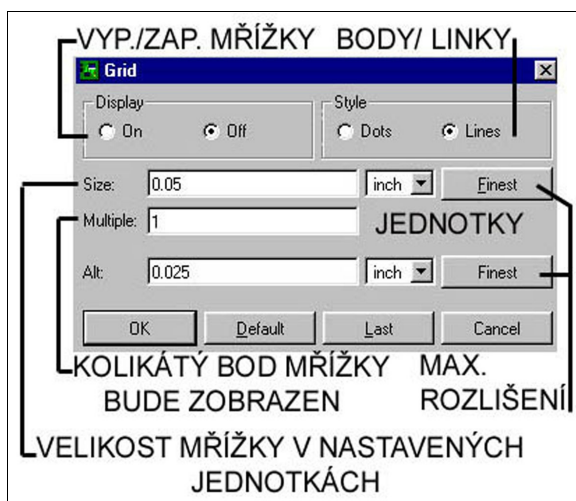 VYP./ZAP. MŘÍŽKY BODY/ LINKY
Grid
Display Style
On Off Dots Lines
Size: 0.05 inch Finest
Multiple: 1 JEDNOTKY
Alt: 0.025 inch Finest
OK Default Last Cancel
KOLIKÁTÝ BOD MŘÍŽKY MAX.
BUDE ZOBRAZEN ROZLIŠENÍ
VELIKOST MŘÍŽKY V NASTAVENÝCH
JEDNOTKÁCH